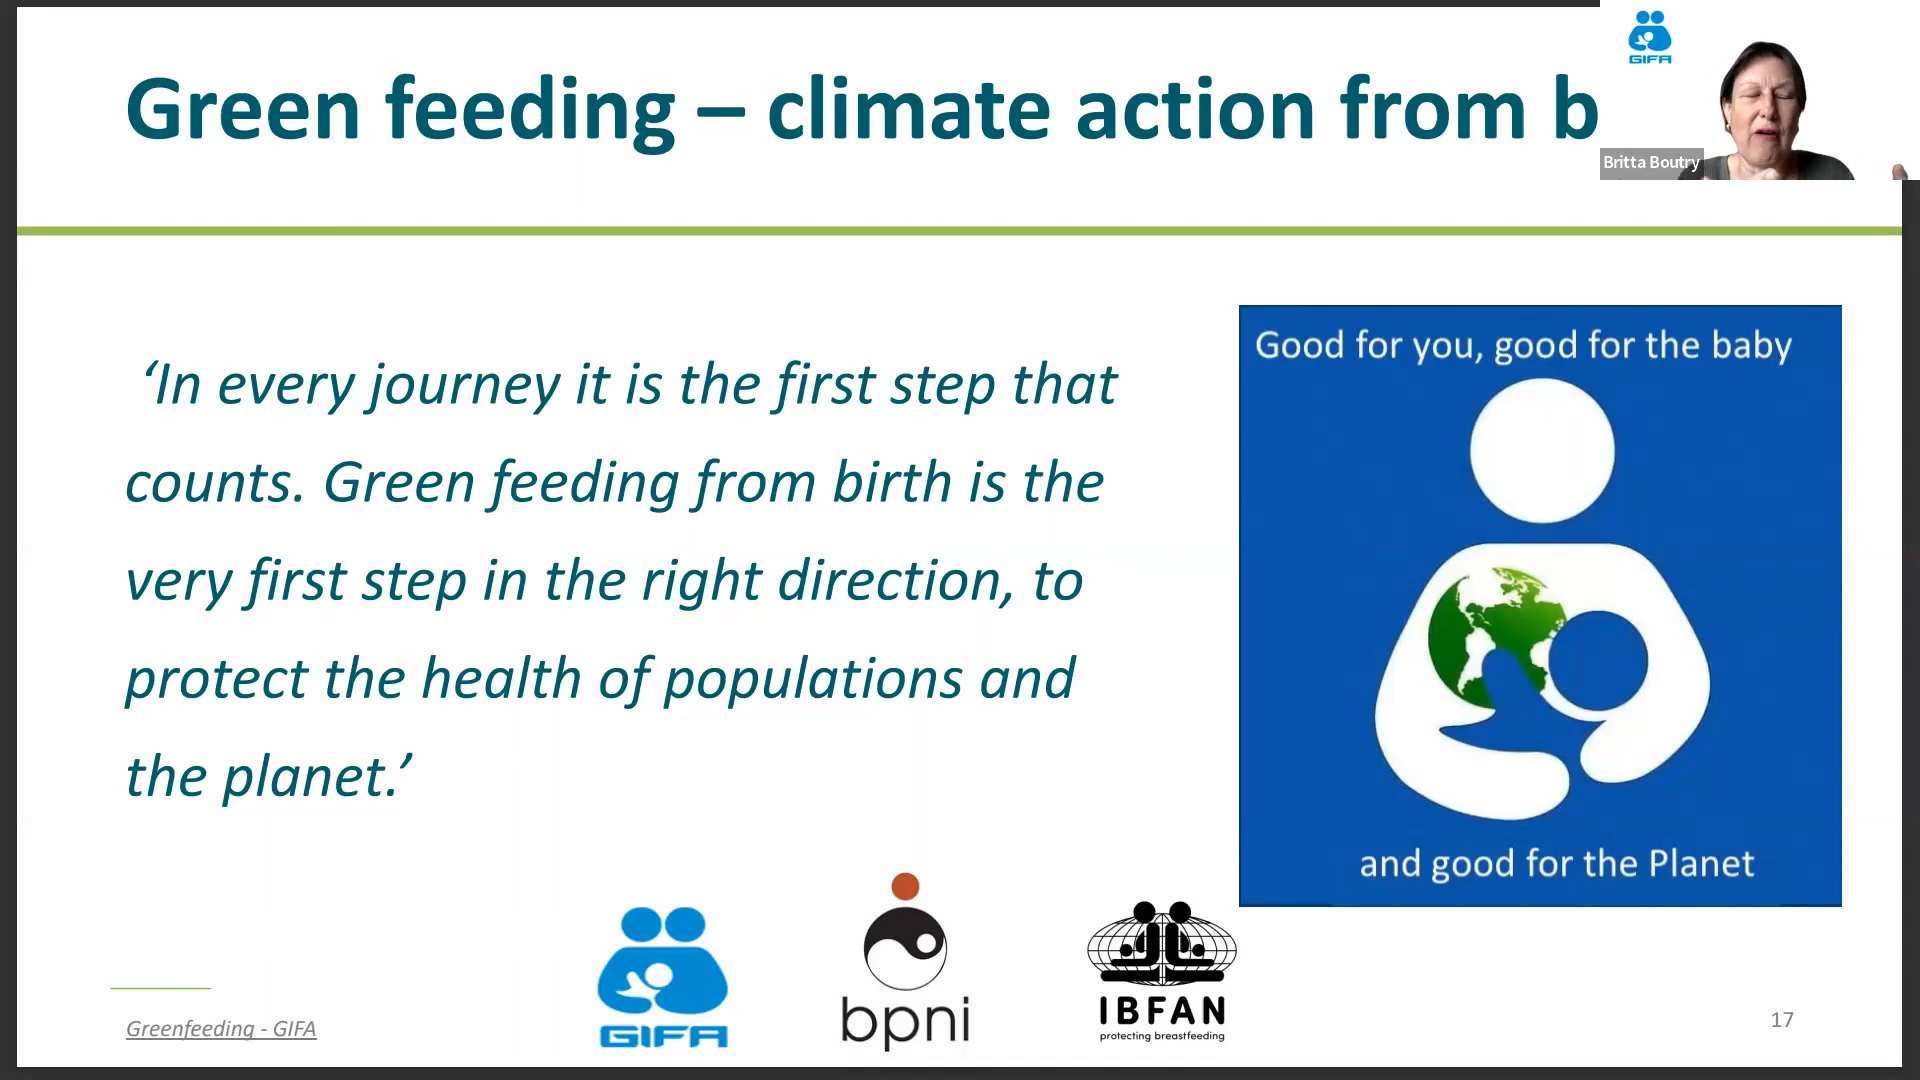 Green feeding – climate action from b
GIFA
Britta Boutry
‘In every journey it is the first step that
counts. Green feeding from birth is the
very first step in the right direction, to
protect the health of populations and
the planet.’
Good for you, good for the baby
and good for the Planet
Greenfeeding - GIFA
GIFA
bpni
IBFAN
protecting breastfeeding
17